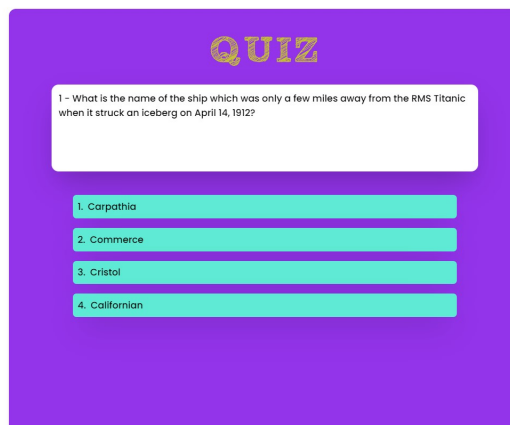 QUIZ
1 - What is the name of the ship which was only a few miles away from the RMS Titanic
when it struck an iceberg on April 14, 1912?
1. Carpathia
2. Commerce
3. Cristol
4. Californian